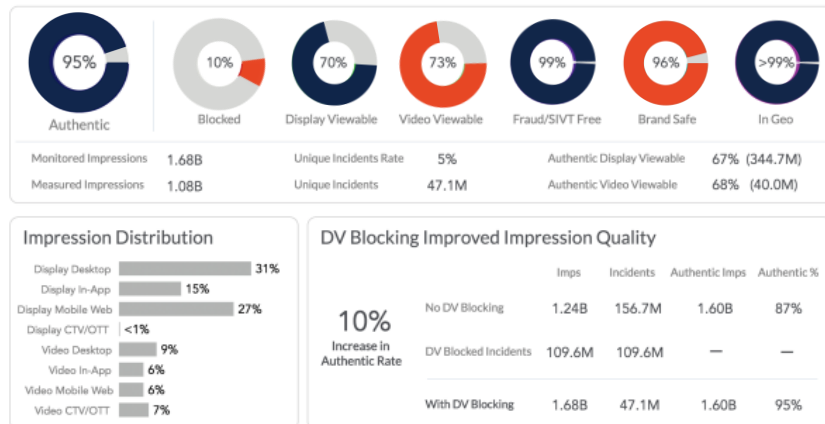 95%
10%
70%
73%
99%
96%
>99%
Authentic
Blocked
Display Viewable
Video Viewable
Fraud/SIVT Free
Brand Safe
In Geo
Monitored Impressions 1.68B
Unique Incidents Rate 5%
Authentic Display Viewable 67% (344.7M)
Measured Impressions 1.08B
Unique Incidents 47.1M
Authentic Video Viewable 68% (40.0M)
Impression Distribution
Display Desktop 31%
Display In-App 15%
Display Mobile Web 27%
Display CTV/OTT <1%
Video Desktop 9%
Video In-App 6%
Video Mobile Web 6%
Video CTV/OTT 7%
DV Blocking Improved Impression Quality
10%
Increase in
Authentic Rate
Imps Incidents Authentic Imps Authentic %
No DV Blocking 1.24B 156.7M 1.60B 87%
DV Blocked Incidents 109.6M 109.6M — —
With DV Blocking 1.68B 47.1M 1.60B 95%